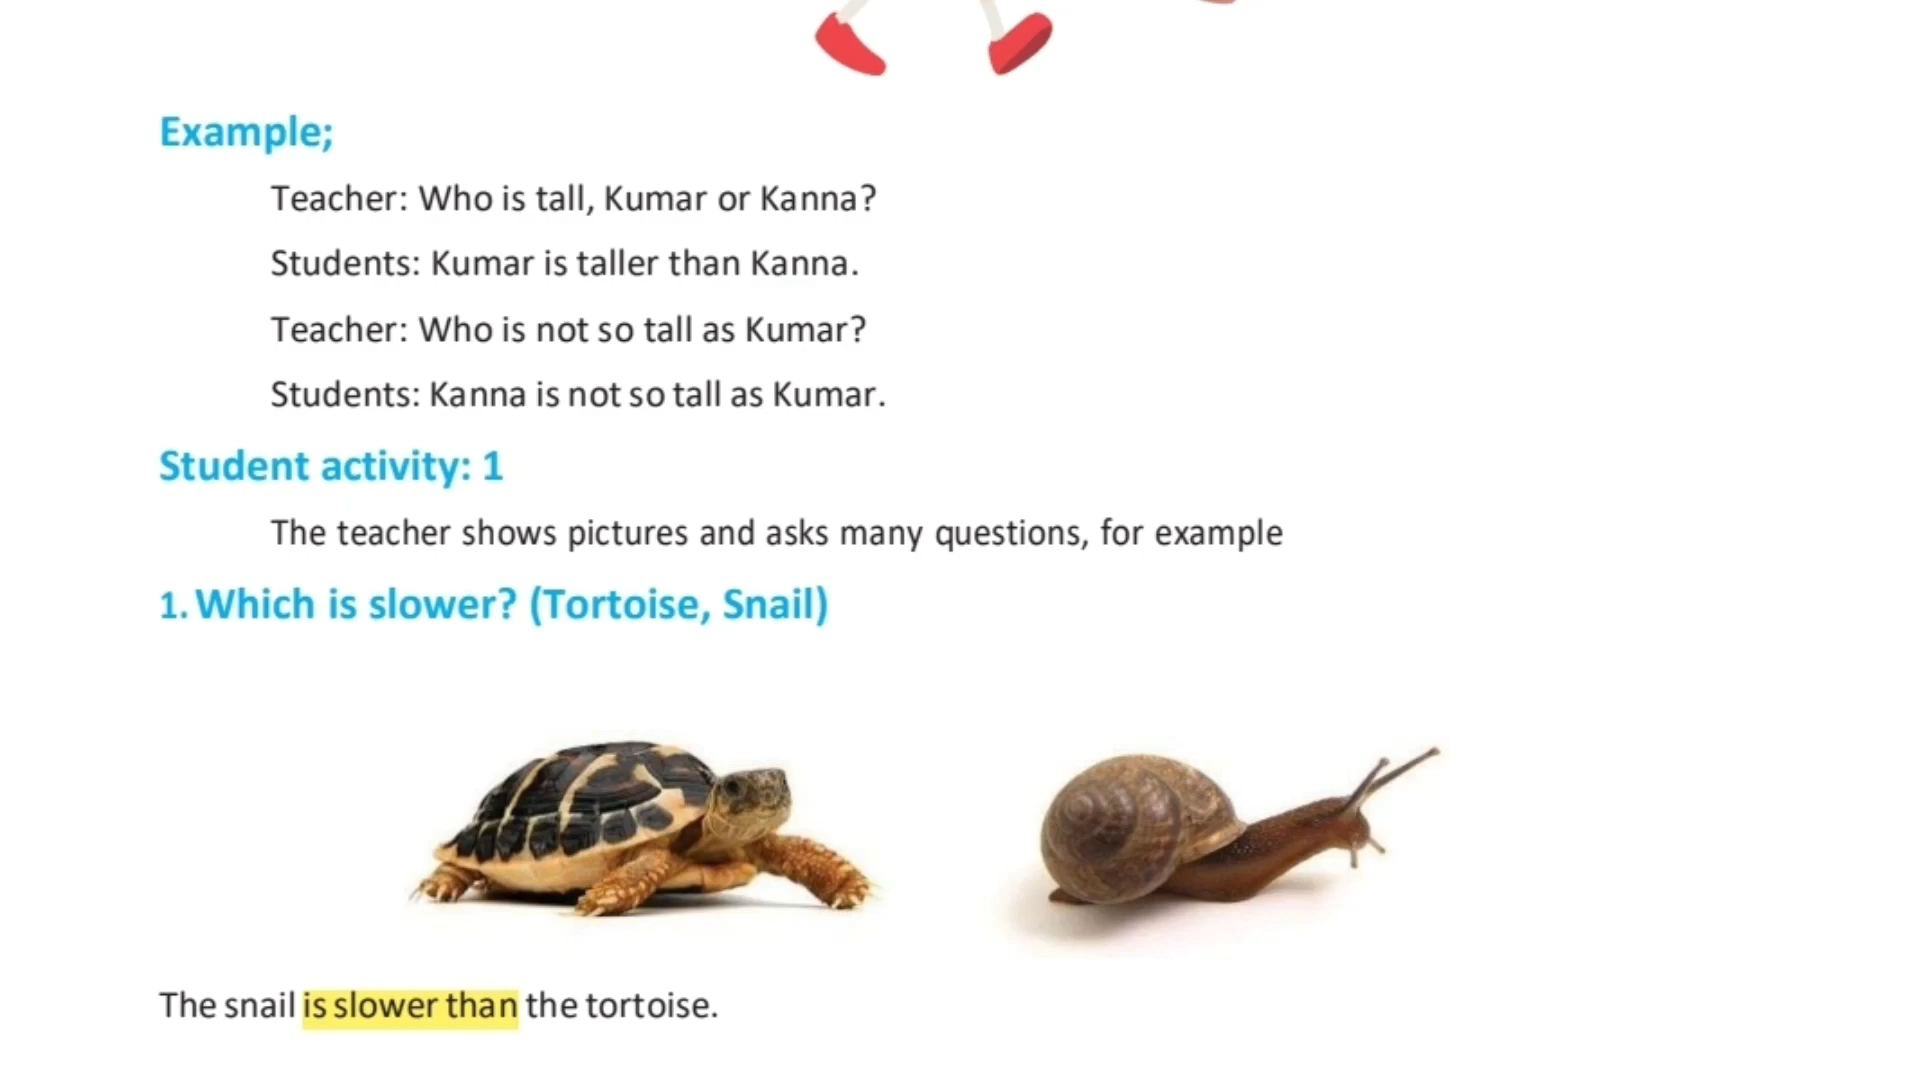 Example;
Teacher: Who is tall, Kumar or Kanna?
Students: Kumar is taller than Kanna.
Teacher: Who is not so tall as Kumar?
Students: Kanna is not so tall as Kumar.
Student activity: 1
The teacher shows pictures and asks many questions, for example
1. Which is slower? (Tortoise, Snail)
The snail is slower than the tortoise.